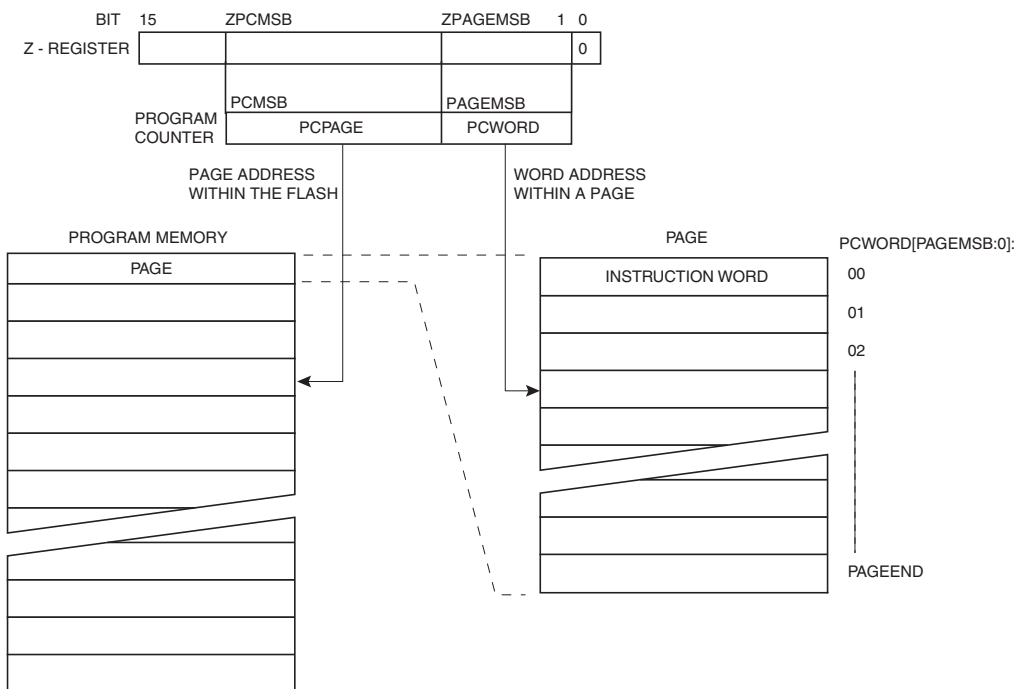 BIT 15 ZPCMSB ZPAGEMSB 1 0
Z - REGISTER 0
PCMSB PAGEMSB
PROGRAM
COUNTER
PCPAGE PCWORD
PAGE ADDRESS
WITHIN THE FLASH
WORD ADDRESS
WITHIN A PAGE
PROGRAM MEMORY
PAGE
PAGE
PCWORD[PAGEMSB:0]:
INSTRUCTION WORD 00
01
02
PAGEEND